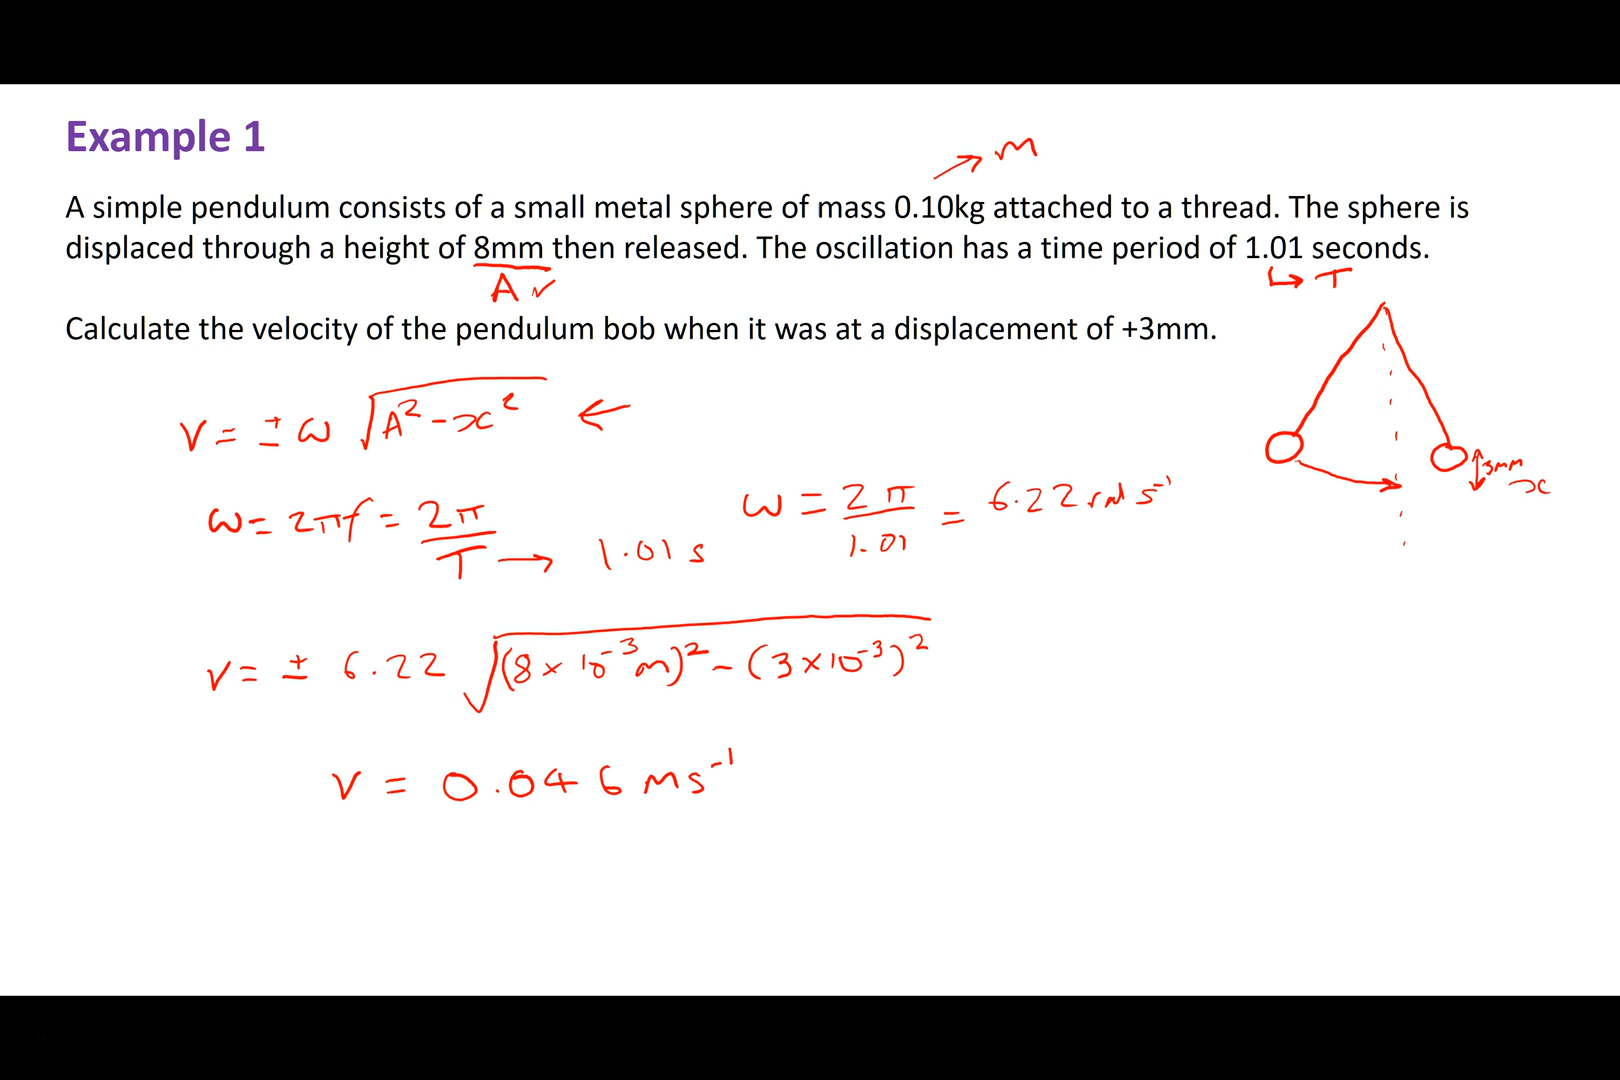 Example 1
→ m
A simple pendulum consists of a small metal sphere of mass 0.10kg attached to a thread. The sphere is
displaced through a height of 8mm then released. The oscillation has a time period of 1.01 seconds.
A ✓
↳ T
Calculate the velocity of the pendulum bob when it was at a displacement of +3mm.
v = ± ω √(A² - x²) ←
3mm
x
ω = 2πf = 2π/T → 1.01 s
ω = 2π/1.01 = 6.22 rad s⁻¹
v = ± 6.22 √((8 × 10⁻³ m)² - (3 × 10⁻³)²)
v = 0.046 ms⁻¹